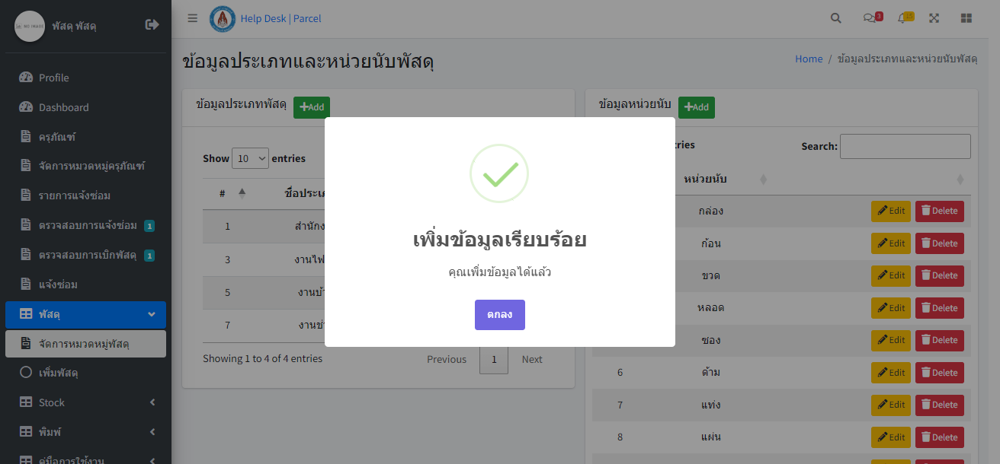 พัสดุ พัสดุ
Profile
Dashboard
ครุภัณฑ์
จัดการหมวดหมู่ครุภัณฑ์
รายการแจ้งซ่อม
ตรวจสอบการแจ้งซ่อม 1
ตรวจสอบการเบิกพัสดุ 1
แจ้งซ่อม
พัสดุ
จัดการหมวดหมู่พัสดุ
เพิ่มพัสดุ
Stock
พิมพ์
คู่มือการใช้งาน
Help Desk | Parcel
3
15
ข้อมูลประเภทและหน่วยนับพัสดุ
Home / ข้อมูลประเภทและหน่วยนับพัสดุ
ข้อมูลประเภทพัสดุ Add
Show 10 entries
# ชื่อประเ
1 สำนักง
3 งานไฟ
5 งานบ้
7 งานช่
Showing 1 to 4 of 4 entries
Previous 1 Next
ข้อมูลหน่วยนับ Add
Search:
หน่วยนับ
กล่อง Edit Delete
ก้อน Edit Delete
ขวด Edit Delete
หลอด Edit Delete
ซอง Edit Delete
6 ด้าม Edit Delete
7 แท่ง Edit Delete
8 แผ่น Edit Delete
เพิ่มข้อมูลเรียบร้อย
คุณเพิ่มข้อมูลได้แล้ว
ตกลง